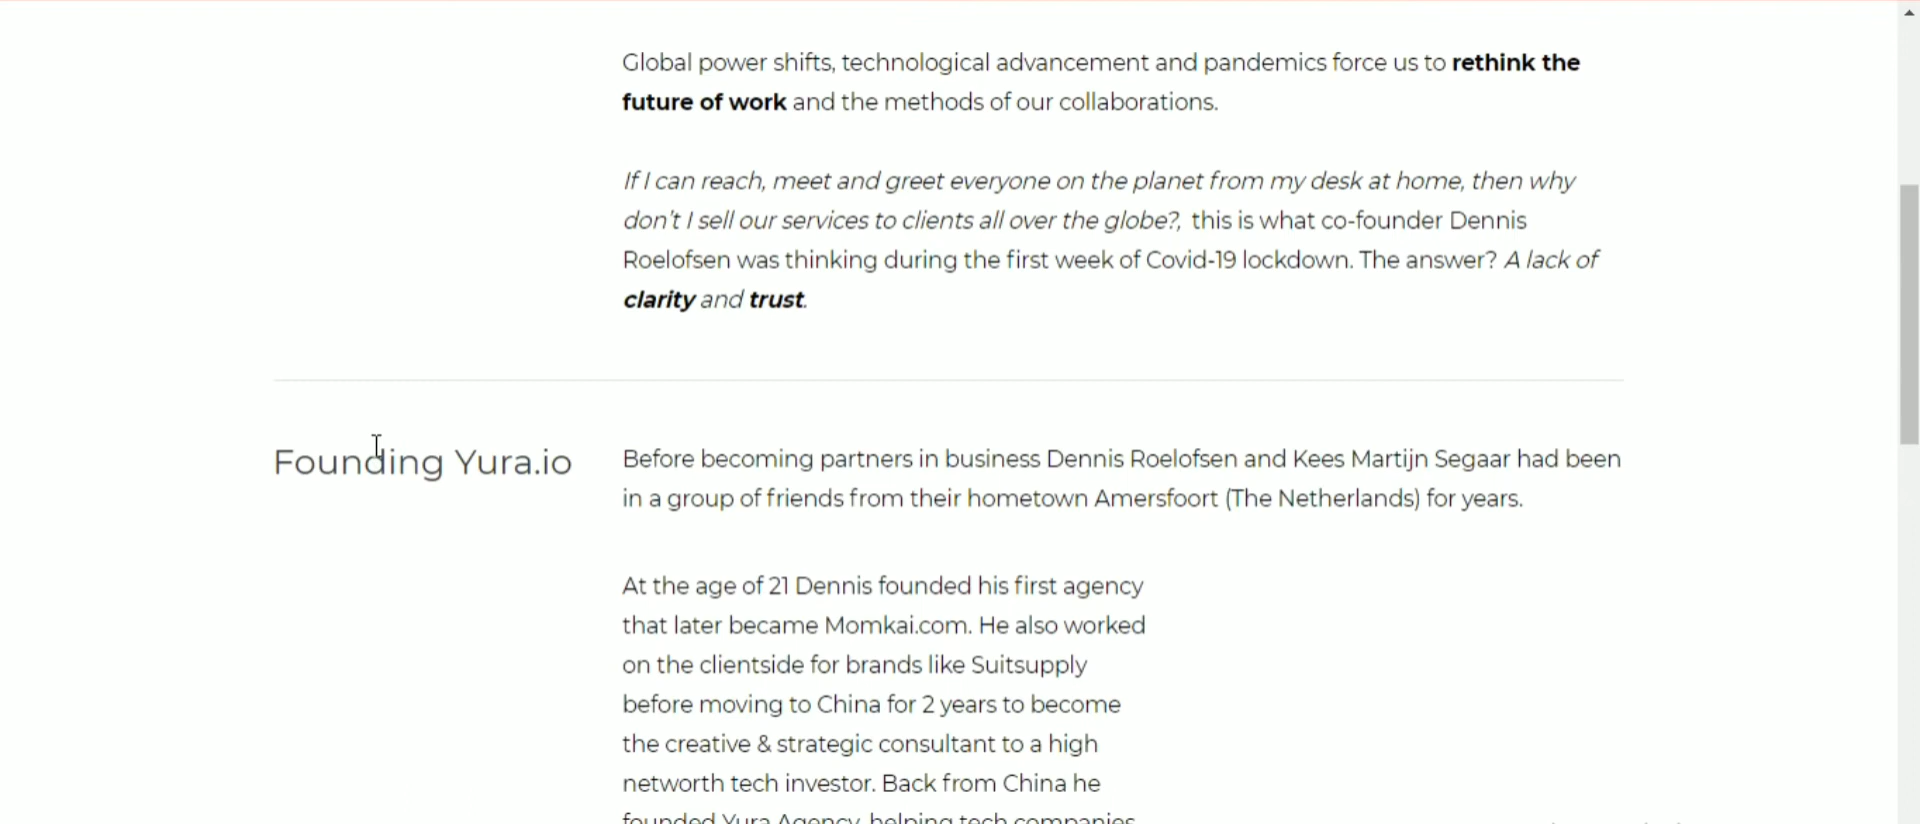 Global power shifts, technological advancement and pandemics force us to rethink the
future of work and the methods of our collaborations.
If I can reach, meet and greet everyone on the planet from my desk at home, then why
don't I sell our services to clients all over the globe?, this is what co-founder Dennis
Roelofsen was thinking during the first week of Covid-19 lockdown. The answer? A lack of
clarity and trust.
Founding Yura.io
Before becoming partners in business Dennis Roelofsen and Kees Martijn Segaar had been
in a group of friends from their hometown Amersfoort (The Netherlands) for years.
At the age of 21 Dennis founded his first agency
that later became Momkai.com. He also worked
on the clientside for brands like Suitsupply
before moving to China for 2 years to become
the creative & strategic consultant to a high
networth tech investor. Back from China he
founded Yura Agency, helping tech companies